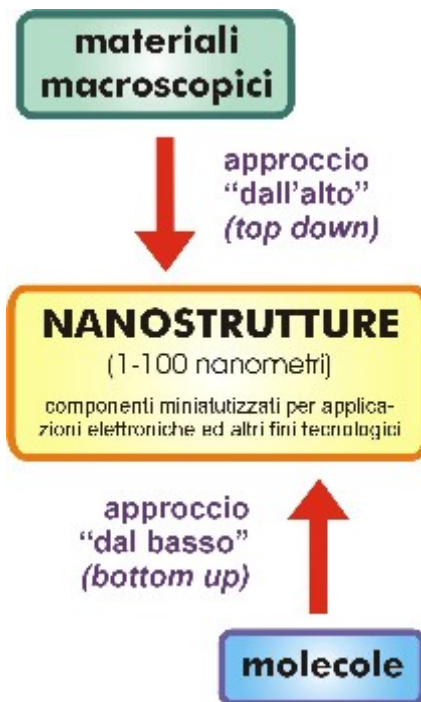 materiali
macroscopici
approccio
“dall'alto”
(top down)
NANOSTRUTTURE
(1-100 nanometri)
componenti miniatutizzati per applica-
zioni elettroniche ed altri fini tecnologici
approccio
“dal basso”
(bottom up)
molecole